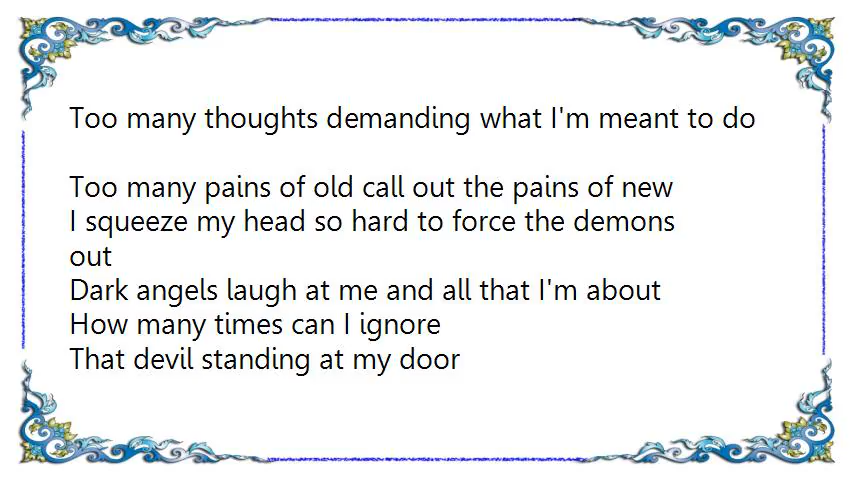 Too many thoughts demanding what I'm meant to do
Too many pains of old call out the pains of new
I squeeze my head so hard to force the demons
out
Dark angels laugh at me and all that I'm about
How many times can I ignore
That devil standing at my door